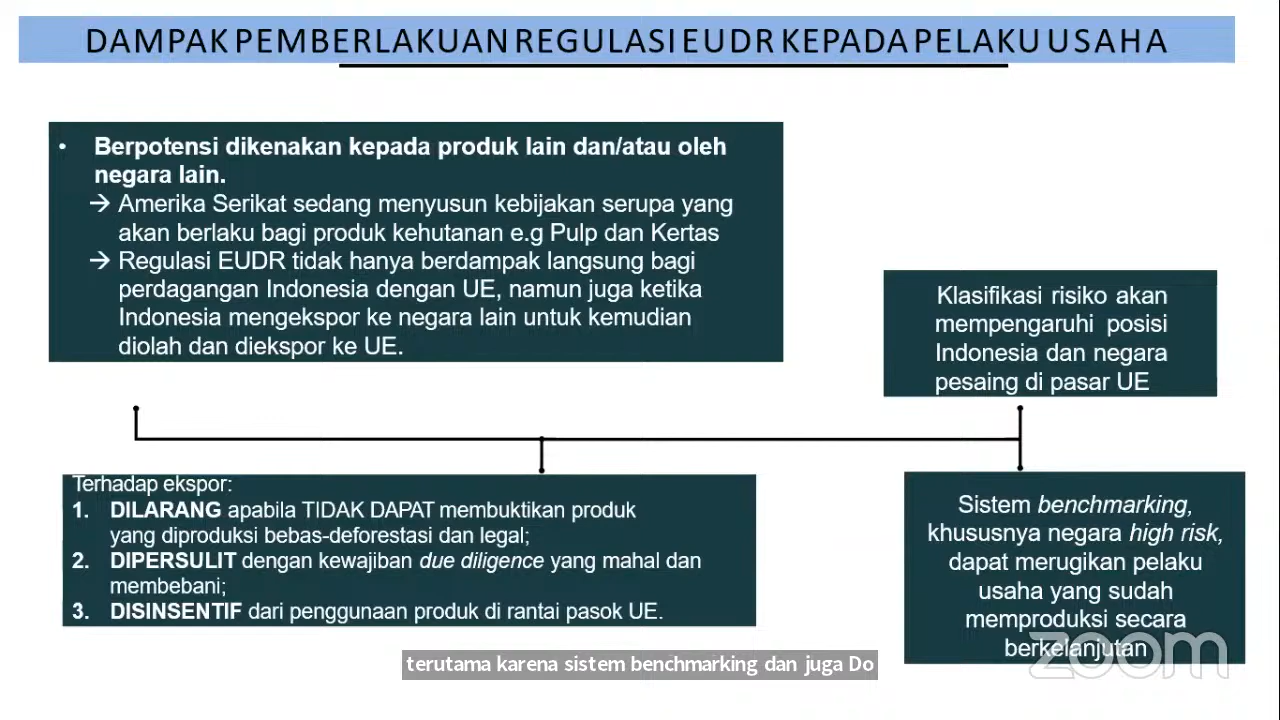 DAMPAK PEMBERLAKUAN REGULASI EUDR KEPADA PELAKU USAHA
• Berpotensi dikenakan kepada produk lain dan/atau oleh
negara lain.
→ Amerika Serikat sedang menyusun kebijakan serupa yang
akan berlaku bagi produk kehutanan e.g Pulp dan Kertas
→ Regulasi EUDR tidak hanya berdampak langsung bagi
perdagangan Indonesia dengan UE, namun juga ketika
Indonesia mengekspor ke negara lain untuk kemudian
diolah dan diekspor ke UE.
Klasifikasi risiko akan
mempengaruhi posisi
Indonesia dan negara
pesaing di pasar UE
Terhadap ekspor:
1. DILARANG apabila TIDAK DAPAT membuktikan produk
yang diproduksi bebas-deforestasi dan legal;
2. DIPERSULIT dengan kewajiban due diligence yang mahal dan
membebani;
3. DISINSENTIF dari penggunaan produk di rantai pasok UE.
Sistem benchmarking,
khususnya negara high risk,
dapat merugikan pelaku
usaha yang sudah
memproduksi secara
berkelanjutan
terutama karena sistem benchmarking dan juga Do
zoom